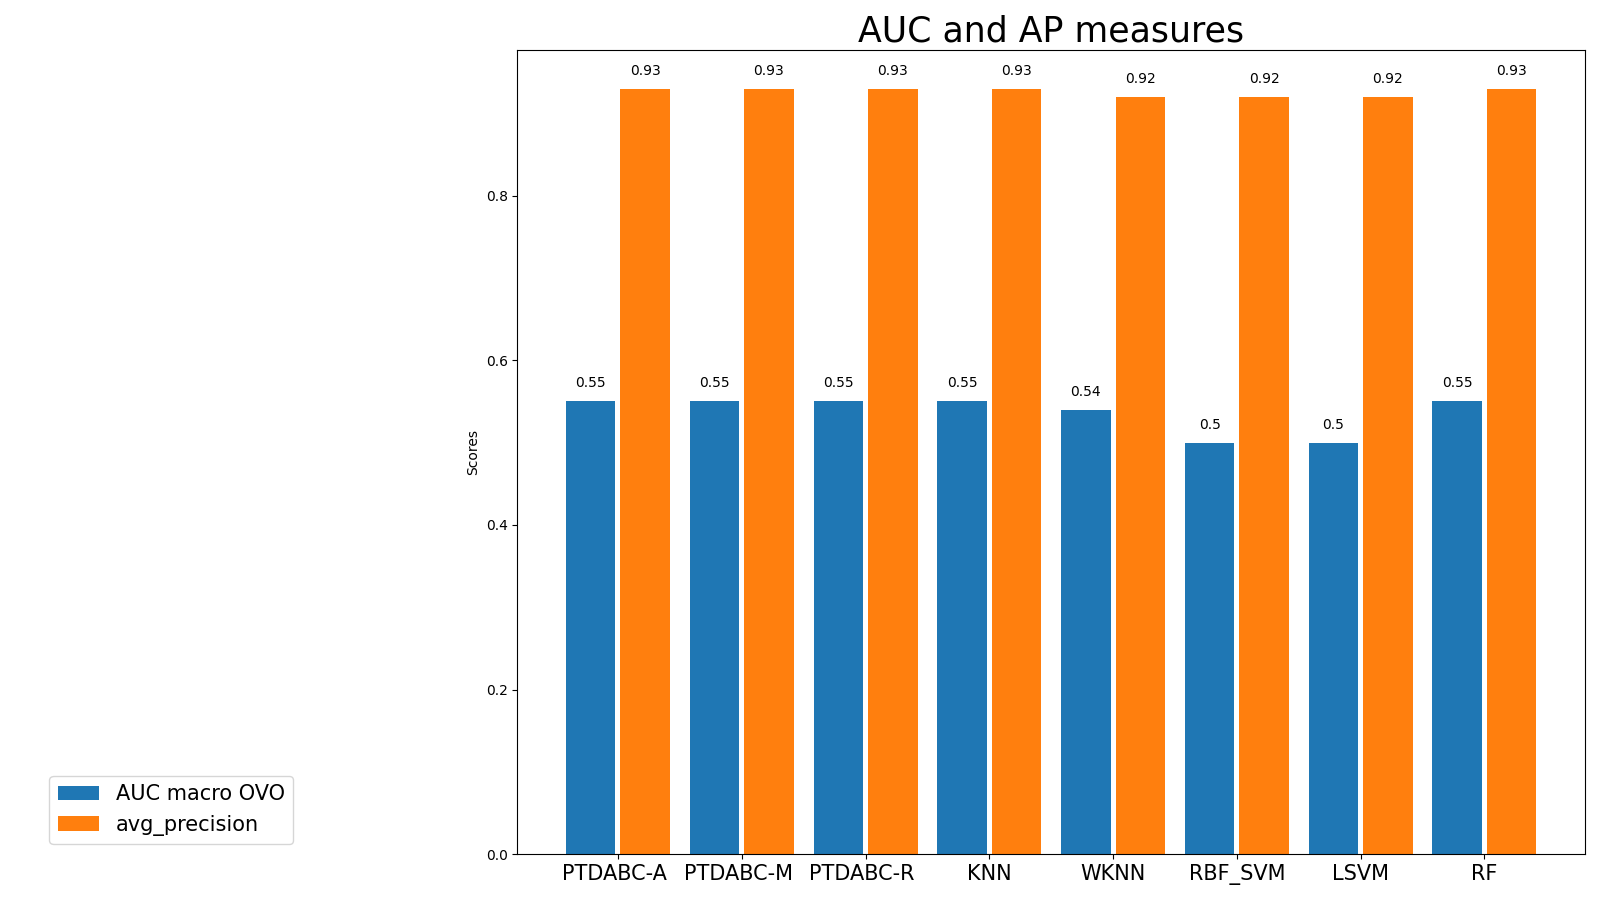 AUC and AP measures
0.93 0.93 0.93 0.93 0.92 0.92 0.92 0.93
0.8
0.6
0.55 0.55 0.55 0.55 0.54 0.5 0.5 0.55
Scores
0.4
0.2
0.0
PTDABC-A PTDABC-M PTDABC-R KNN WKNN RBF_SVM LSVM RF
AUC macro OVO
avg_precision